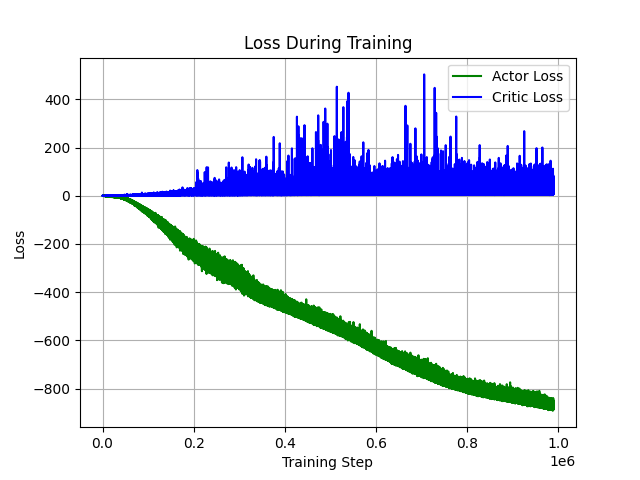 Loss During Training
Actor Loss
Critic Loss
400
200
0
−200
−400
−600
−800
Loss
0.0 0.2 0.4 0.6 0.8 1.0
1e6
Training Step